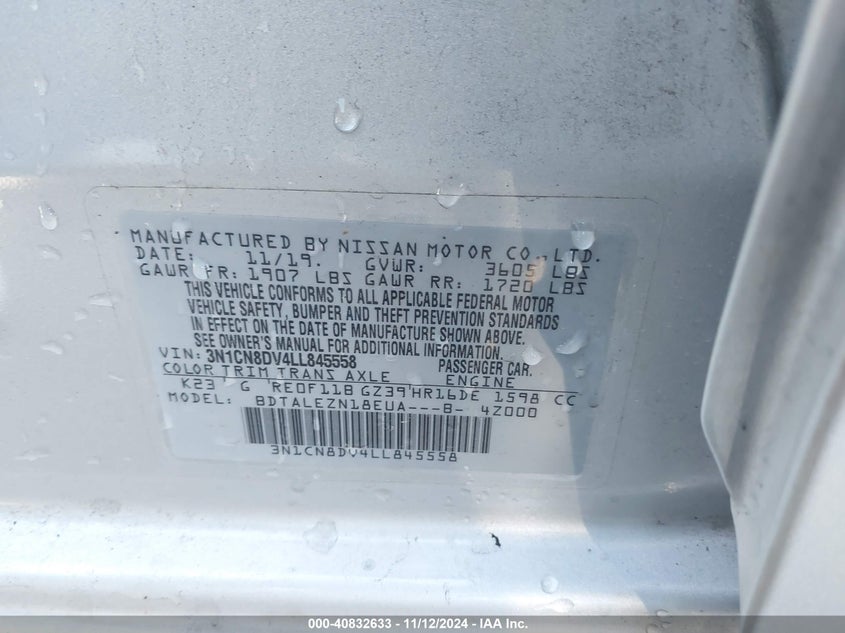 MANUFACTURED BY NISSAN MOTOR CO., LTD.
DATE: 11/19. GVWR: 3605 LBS
GAWR FR: 1907 LBS GAWR RR: 1720 LBS
THIS VEHICLE CONFORMS TO ALL APPLICABLE FEDERAL MOTOR
VEHICLE SAFETY, BUMPER AND THEFT PREVENTION STANDARDS
IN EFFECT ON THE DATE OF MANUFACTURE SHOWN ABOVE.
SEE OWNER'S MANUAL FOR ADDITIONAL INFORMATION.
VIN: 3N1CN8DV4LL845558 PASSENGER CAR.
COLOR TRIM TRANS AXLE ENGINE
K23 G RE0F11B GZ39 HR16DE 1598 CC
MODEL: BDTALEZN18EUA---B- 4Z000
3N1CN8DV4LL845558
000-40832633 - 11/12/2024 - IAA Inc.